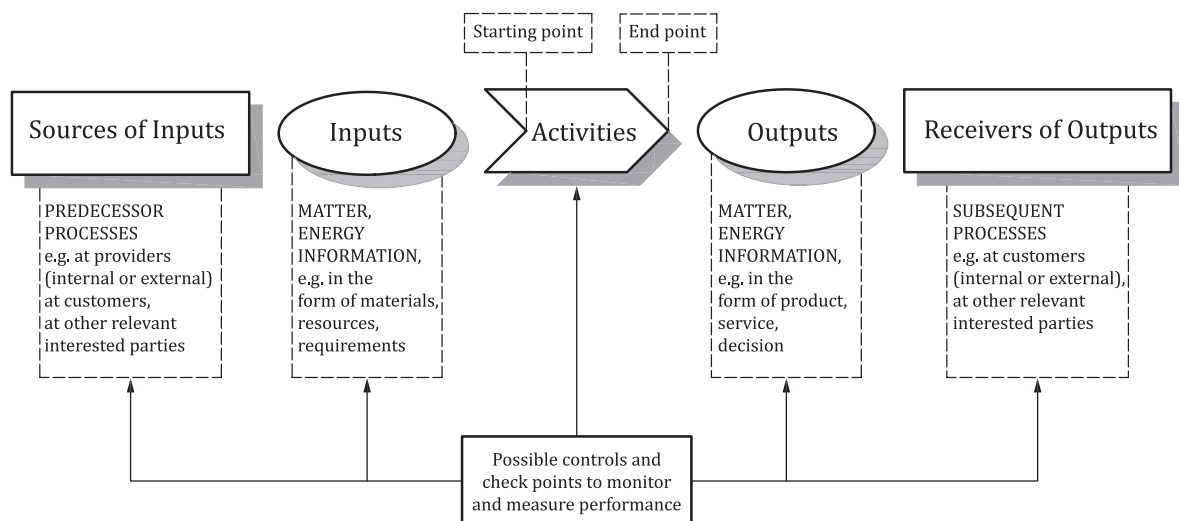 Starting point
End point
Sources of Inputs
Inputs
Activities
Outputs
Receivers of Outputs
PREDECESSOR
PROCESSES
e.g. at providers
(internal or external)
at customers,
at other relevant
interested parties
MATTER,
ENERGY
INFORMATION,
e.g. in the
form of materials,
resources,
requirements
MATTER,
ENERGY
INFORMATION,
e.g. in the
form of product,
service,
decision
SUBSEQUENT
PROCESSES
e.g. at customers
(internal or external),
at other relevant
interested parties
Possible controls and
check points to monitor
and measure performance